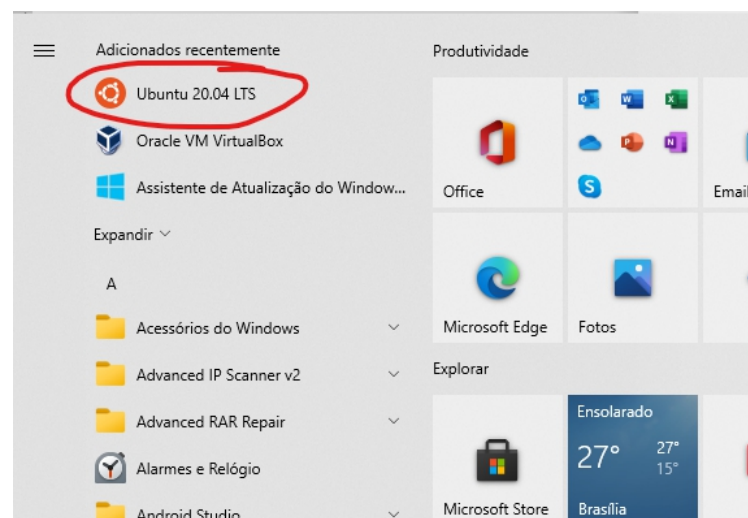 Adicionados recentemente
Ubuntu 20.04 LTS
Oracle VM VirtualBox
Assistente de Atualização do Window...
Expandir
A
Acessórios do Windows
Advanced IP Scanner v2
Advanced RAR Repair
Alarmes e Relógio
Android Studio
Produtividade
Office
Email
Microsoft Edge
Fotos
Explorar
Microsoft Store
Ensolarado
27°
27°
15°
Brasília